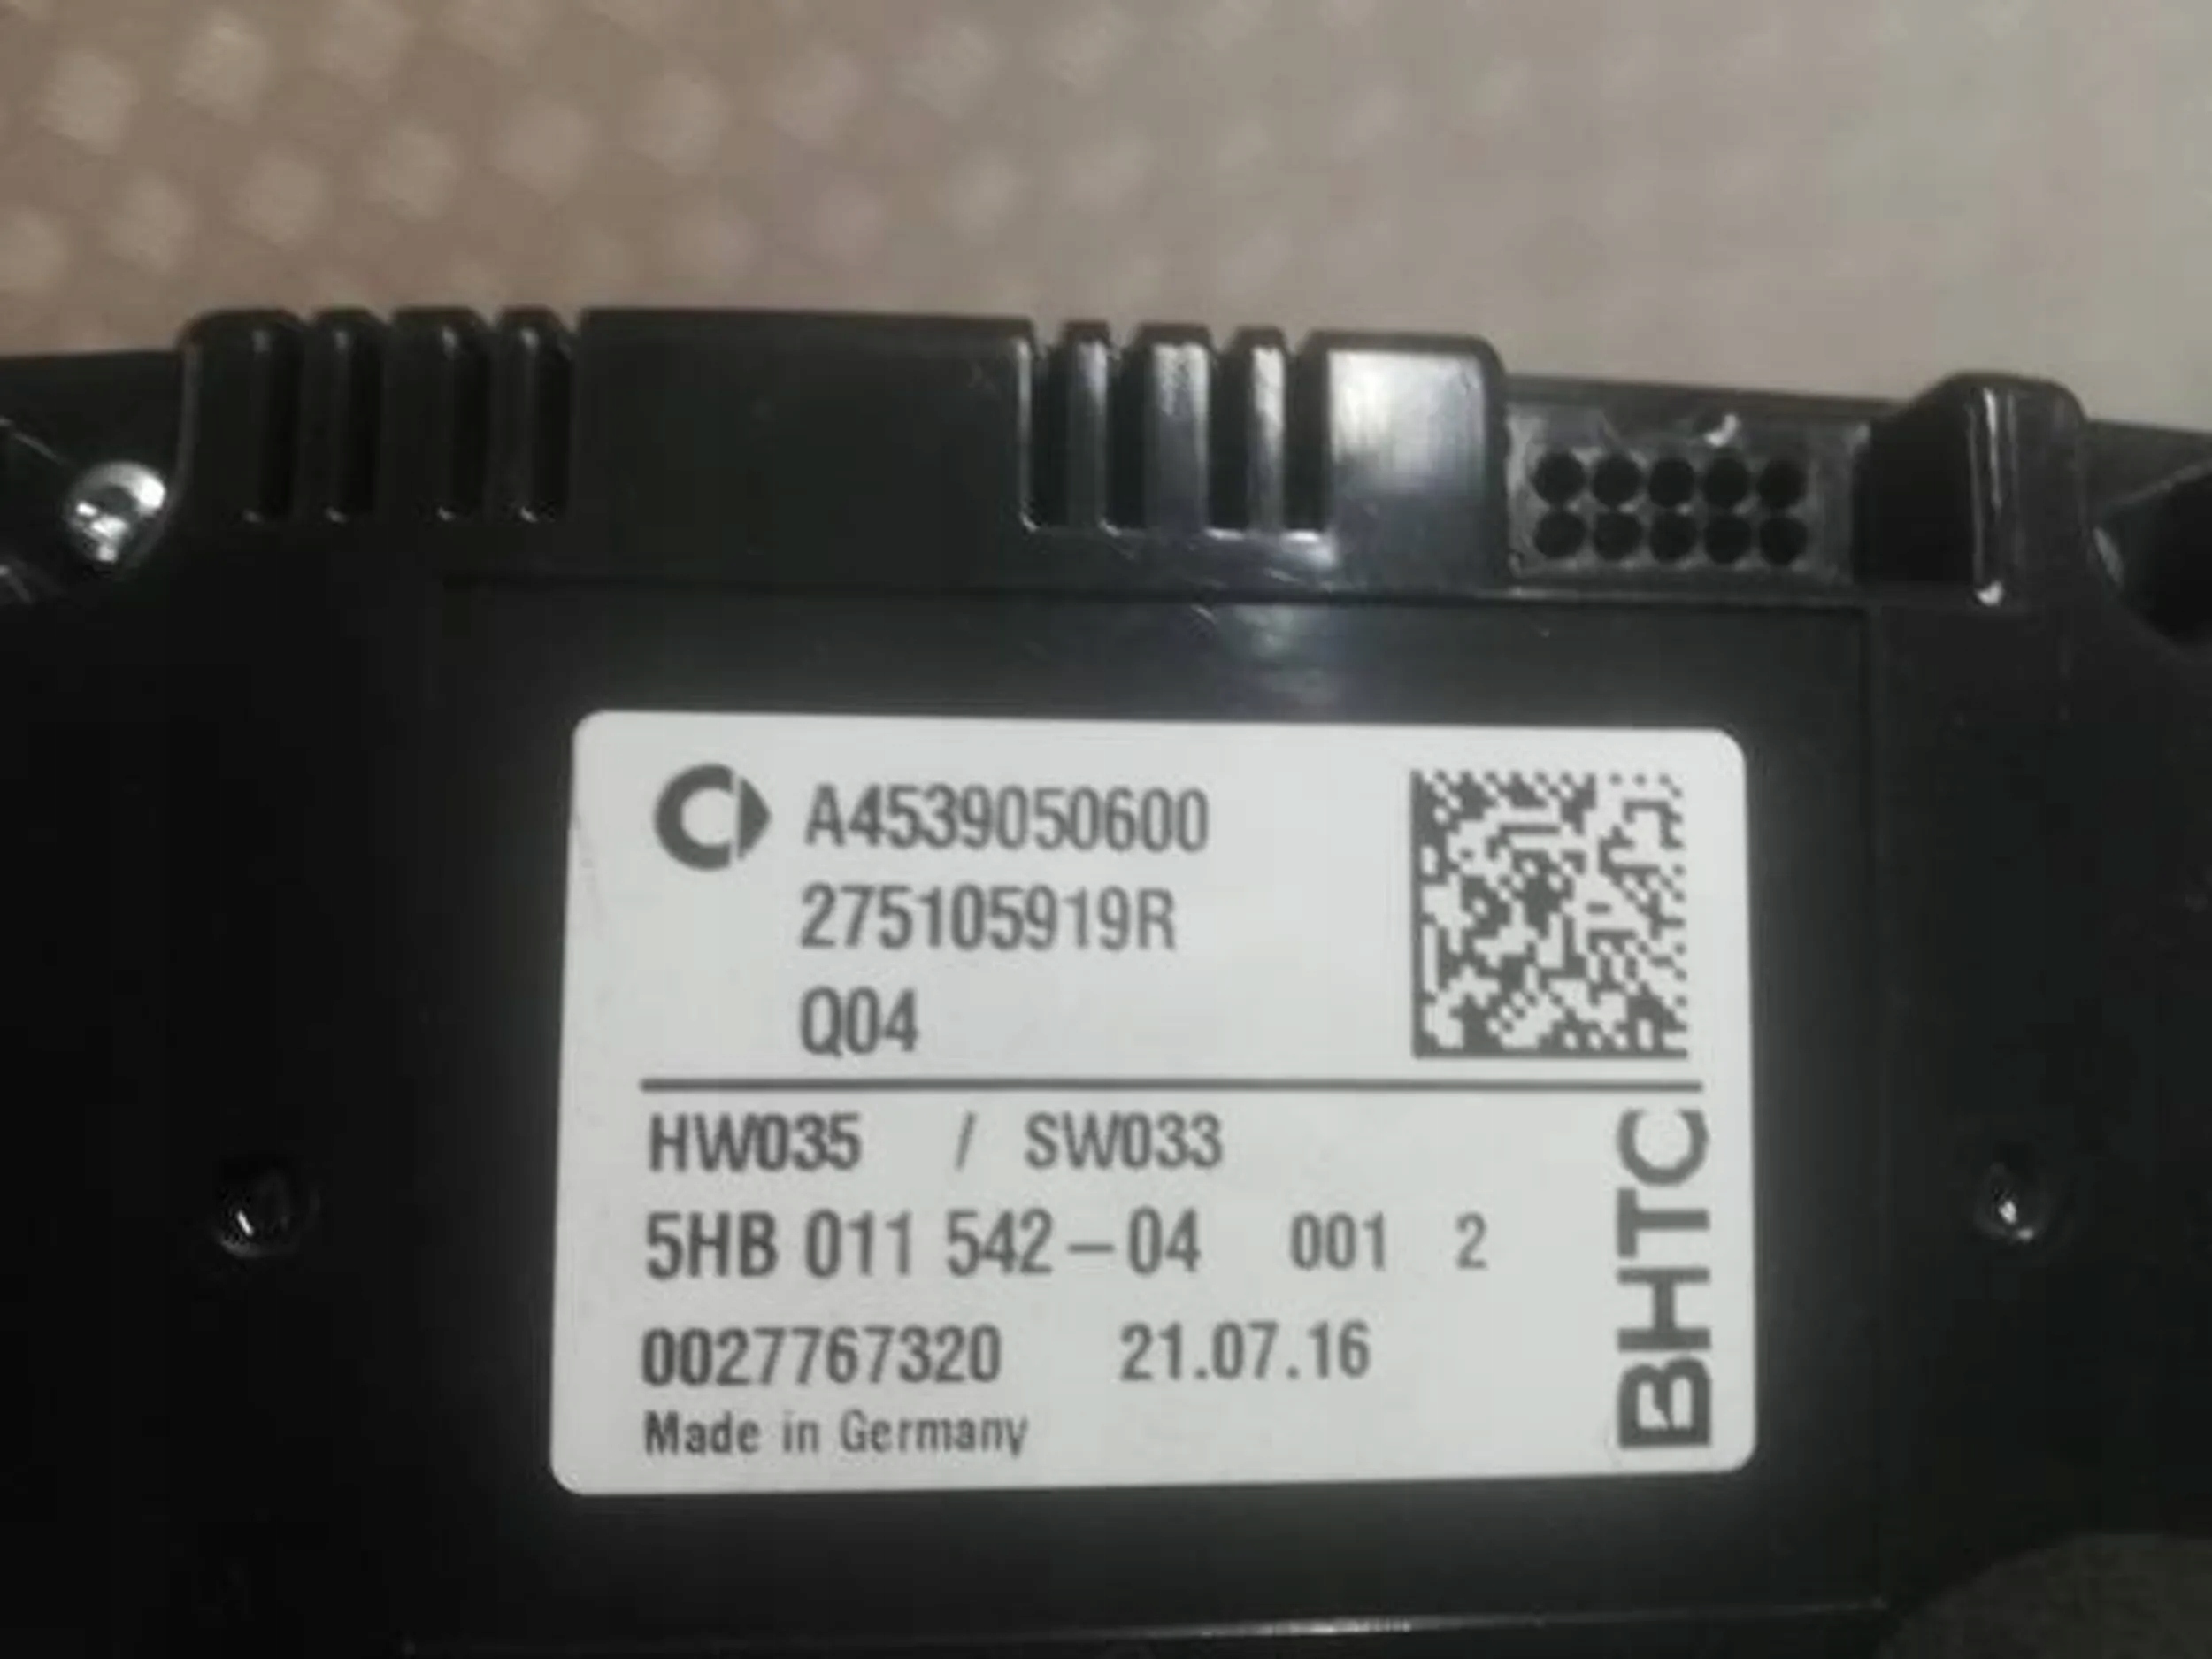 A4539050600
275105919R
Q04
HW035 / SW033
5HB 011 542-04 001 2
0027767320 21.07.16
Made in Germany
BHTC